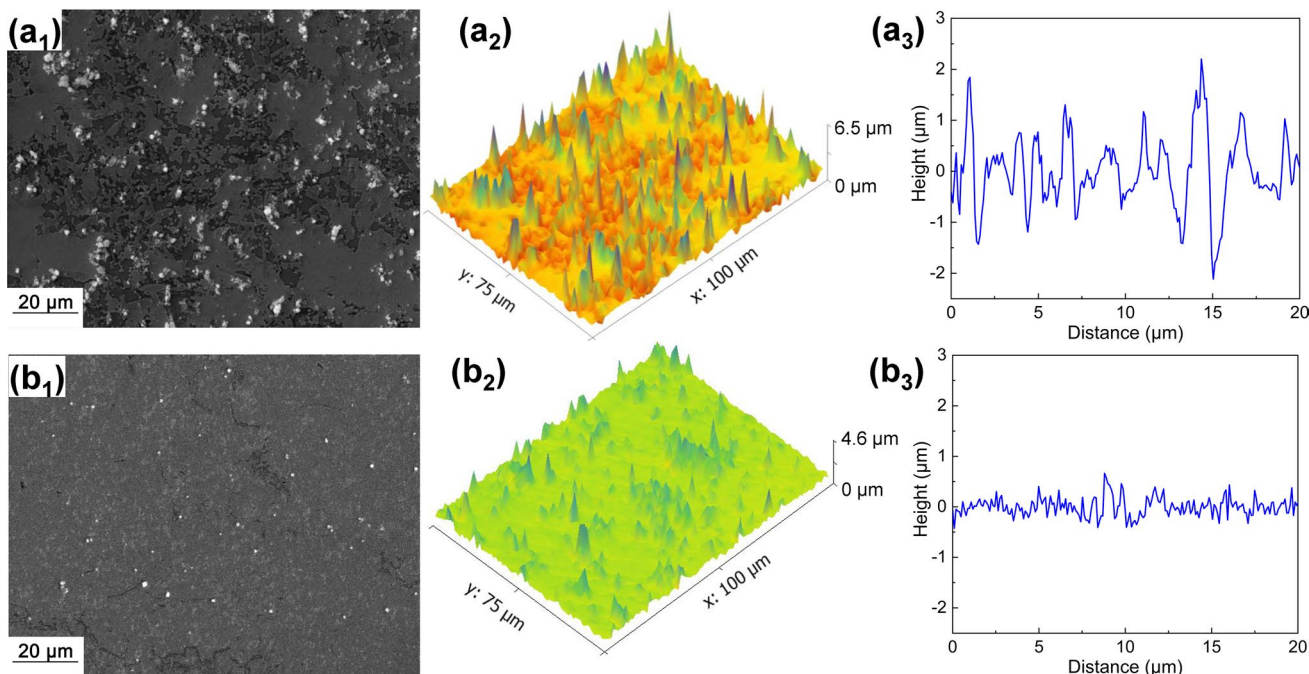 (a1)
20 µm
(a2)
6.5 µm
0 µm
y: 75 µm
x: 100 µm
(a3)
Height (µm)
3
2
1
0
-1
-2
0
5
10
15
20
Distance (µm)
(b1)
20 µm
(b2)
4.6 µm
0 µm
y: 75 µm
x: 100 µm
(b3)
Height (µm)
3
2
1
0
-1
-2
0
5
10
15
20
Distance (µm)